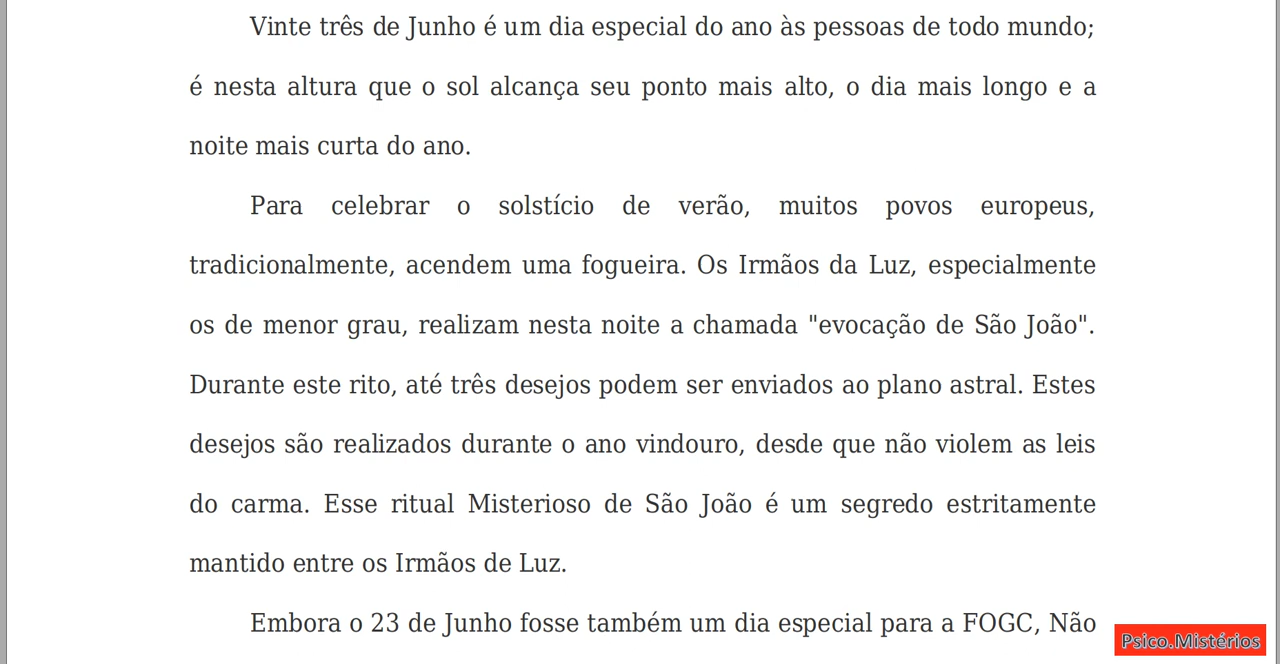 Vinte três de Junho é um dia especial do ano às pessoas de todo mundo;
é nesta altura que o sol alcança seu ponto mais alto, o dia mais longo e a
noite mais curta do ano.
Para celebrar o solstício de verão, muitos povos europeus,
tradicionalmente, acendem uma fogueira. Os Irmãos da Luz, especialmente
os de menor grau, realizam nesta noite a chamada "evocação de São João".
Durante este rito, até três desejos podem ser enviados ao plano astral. Estes
desejos são realizados durante o ano vindouro, desde que não violem as leis
do carma. Esse ritual Misterioso de São João é um segredo estritamente
mantido entre os Irmãos de Luz.
Embora o 23 de Junho fosse também um dia especial para a FOGC, Não
Psico.Mistérios